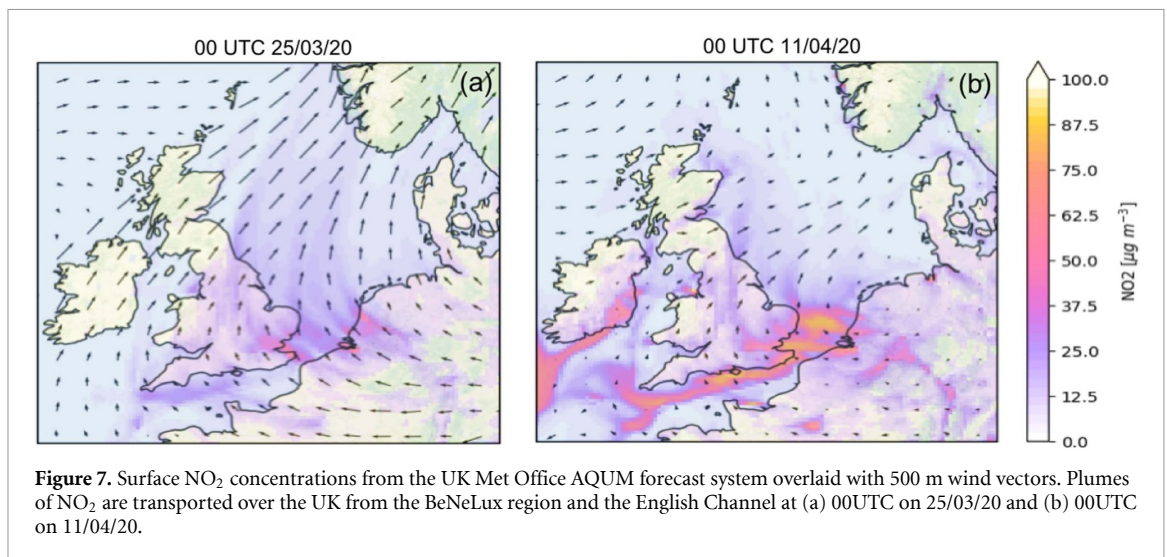 00 UTC 25/03/20
00 UTC 11/04/20
(a)
(b)
100.0
87.5
75.0
62.5
50.0
37.5
25.0
12.5
0.0
NO2 [μg m⁻³]
Figure 7. Surface NO₂ concentrations from the UK Met Office AQUM forecast system overlaid with 500 m wind vectors. Plumes
of NO₂ are transported over the UK from the BeNeLux region and the English Channel at (a) 00UTC on 25/03/20 and (b) 00UTC
on 11/04/20.